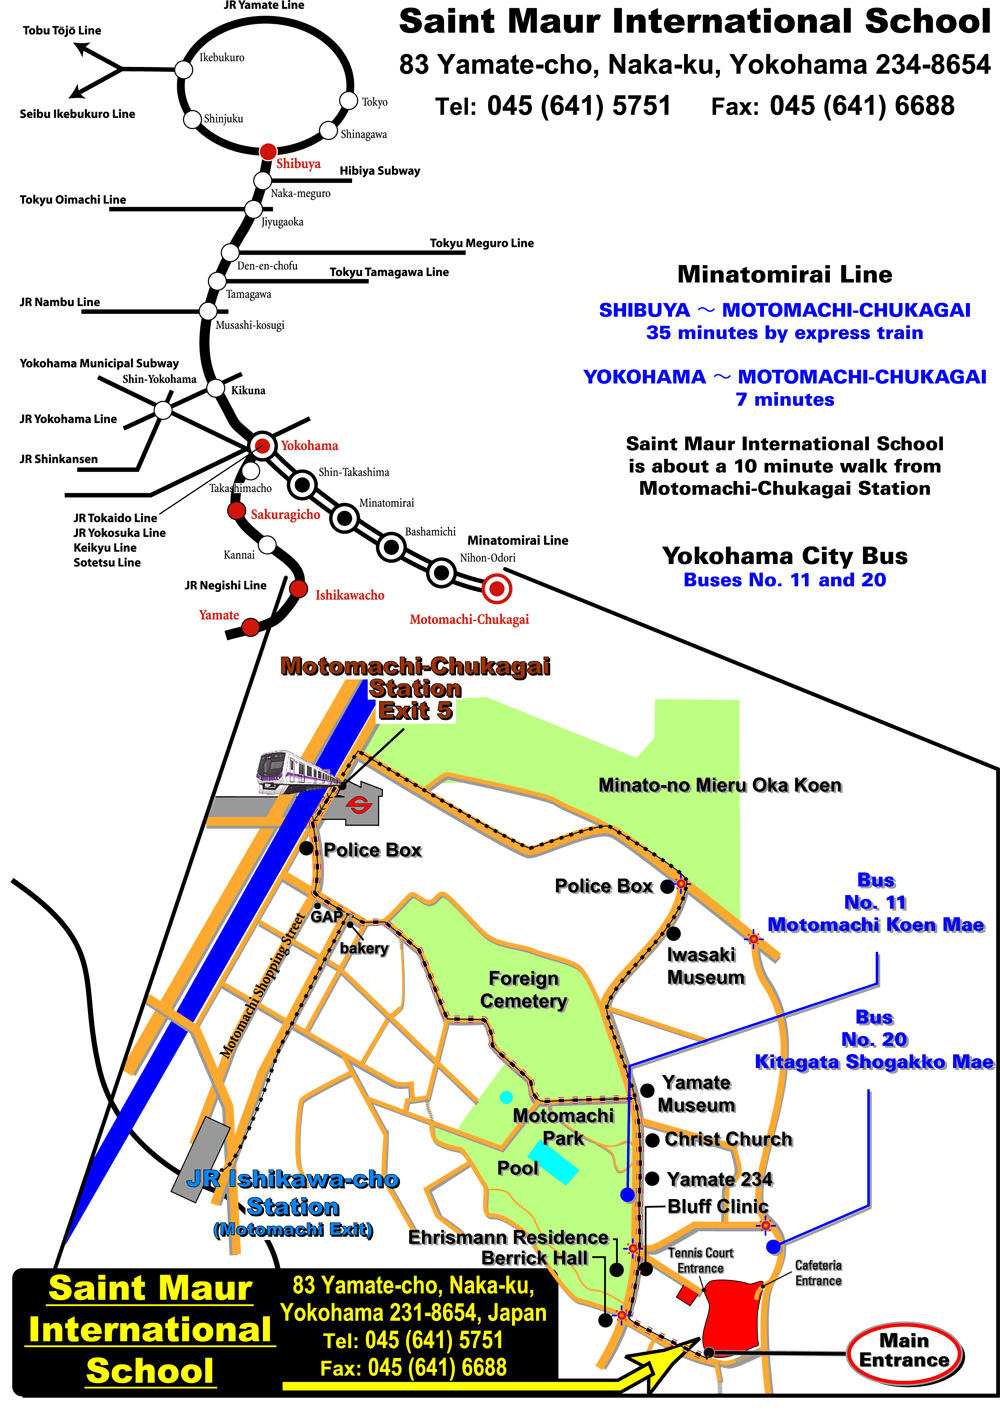 JR Yamate Line
Tobu Tōjō Line
Ikebukuro
Seibu Ikebukuro Line
Shinjuku
Tokyo
Shinagawa
Shibuya
Hibiya Subway
Naka-meguro
Tokyu Oimachi Line
Jiyugaoka
Tokyu Meguro Line
Den-en-chofu
Tokyu Tamagawa Line
Tamagawa
JR Nambu Line
Musashi-kosugi
Yokohama Municipal Subway
Shin-Yokohama
Kikuna
JR Yokohama Line
JR Shinkansen
Yokohama
Shin-Takashima
Takashimacho
Minatomirai
JR Tokaido Line
JR Yokosuka Line
Keikyu Line
Sotetsu Line
Sakuragicho
Bashamichi
Minatomirai Line
Kannai
Nihon-Odori
JR Negishi Line
Ishikawacho
Yamate
Motomachi-Chukagai
Saint Maur International School
83 Yamate-cho, Naka-ku, Yokohama 234-8654
Tel: 045 (641) 5751 Fax: 045 (641) 6688
Minatomirai Line
SHIBUYA ～ MOTOMACHI-CHUKAGAI
35 minutes by express train
YOKOHAMA ～ MOTOMACHI-CHUKAGAI
7 minutes
Saint Maur International School
is about a 10 minute walk from
Motomachi-Chukagai Station
Yokohama City Bus
Buses No. 11 and 20
Motomachi-Chukagai
Station
Exit 5
Minato-no Mieru Oka Koen
Police Box
Police Box
Bus
No. 11
Motomachi Koen Mae
GAP
bakery
Motomachi Shopping Street
Iwasaki
Museum
Foreign
Cemetery
Bus
No. 20
Kitagata Shogakko Mae
Yamate
Museum
Motomachi
Park
Christ Church
Pool
Yamate 234
Bluff Clinic
JR Ishikawa-cho
Station
(Motomachi Exit)
Ehrismann Residence
Berrick Hall
Tennis Court
Entrance
Cafeteria
Entrance
Saint Maur
International
School
83 Yamate-cho, Naka-ku,
Yokohama 231-8654, Japan
Tel: 045 (641) 5751
Fax: 045 (641) 6688
Main
Entrance